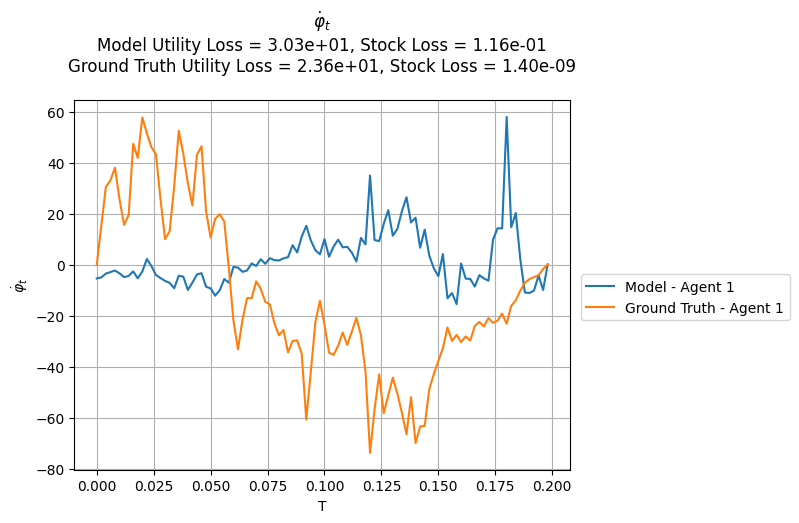 φ̇ₜ
Model Utility Loss = 3.03e+01, Stock Loss = 1.16e-01
Ground Truth Utility Loss = 2.36e+01, Stock Loss = 1.40e-09
60
40
20
0
−20
−40
−60
−80
φ̇ₜ
0.000
0.025
0.050
0.075
0.100
0.125
0.150
0.175
0.200
T
Model - Agent 1
Ground Truth - Agent 1